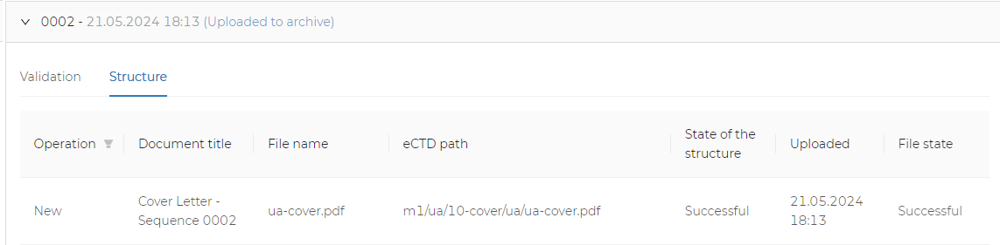 0002 - 21.05.2024 18:13 (Uploaded to archive)
Validation Structure
Operation Document title File name eCTD path State of the structure Uploaded File state
New Cover Letter - Sequence 0002 ua-cover.pdf m1/ua/10-cover/ua/ua-cover.pdf Successful 21.05.2024 18:13 Successful